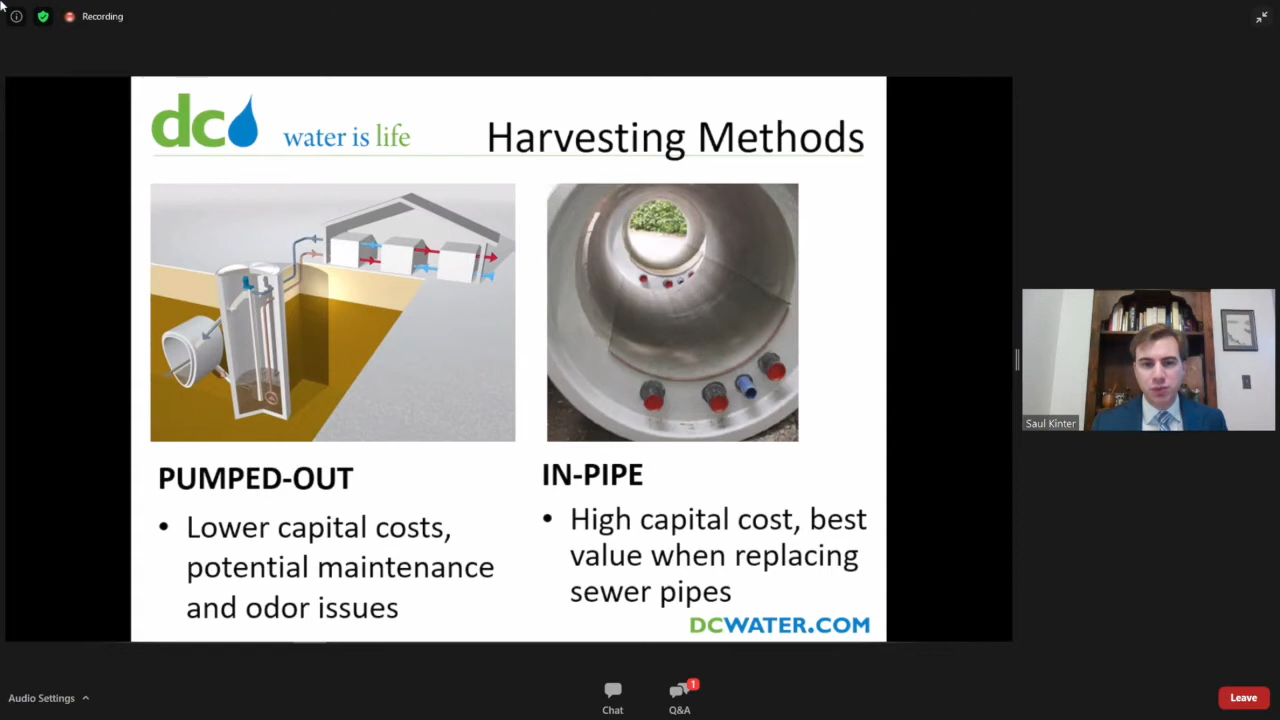 Recording
dc
water is life
Harvesting Methods
PUMPED-OUT
• Lower capital costs,
potential maintenance
and odor issues
IN-PIPE
• High capital cost, best
value when replacing
sewer pipes
DCWATER.COM
Saul Kinter
Audio Settings
Chat
1
Q&A
Leave